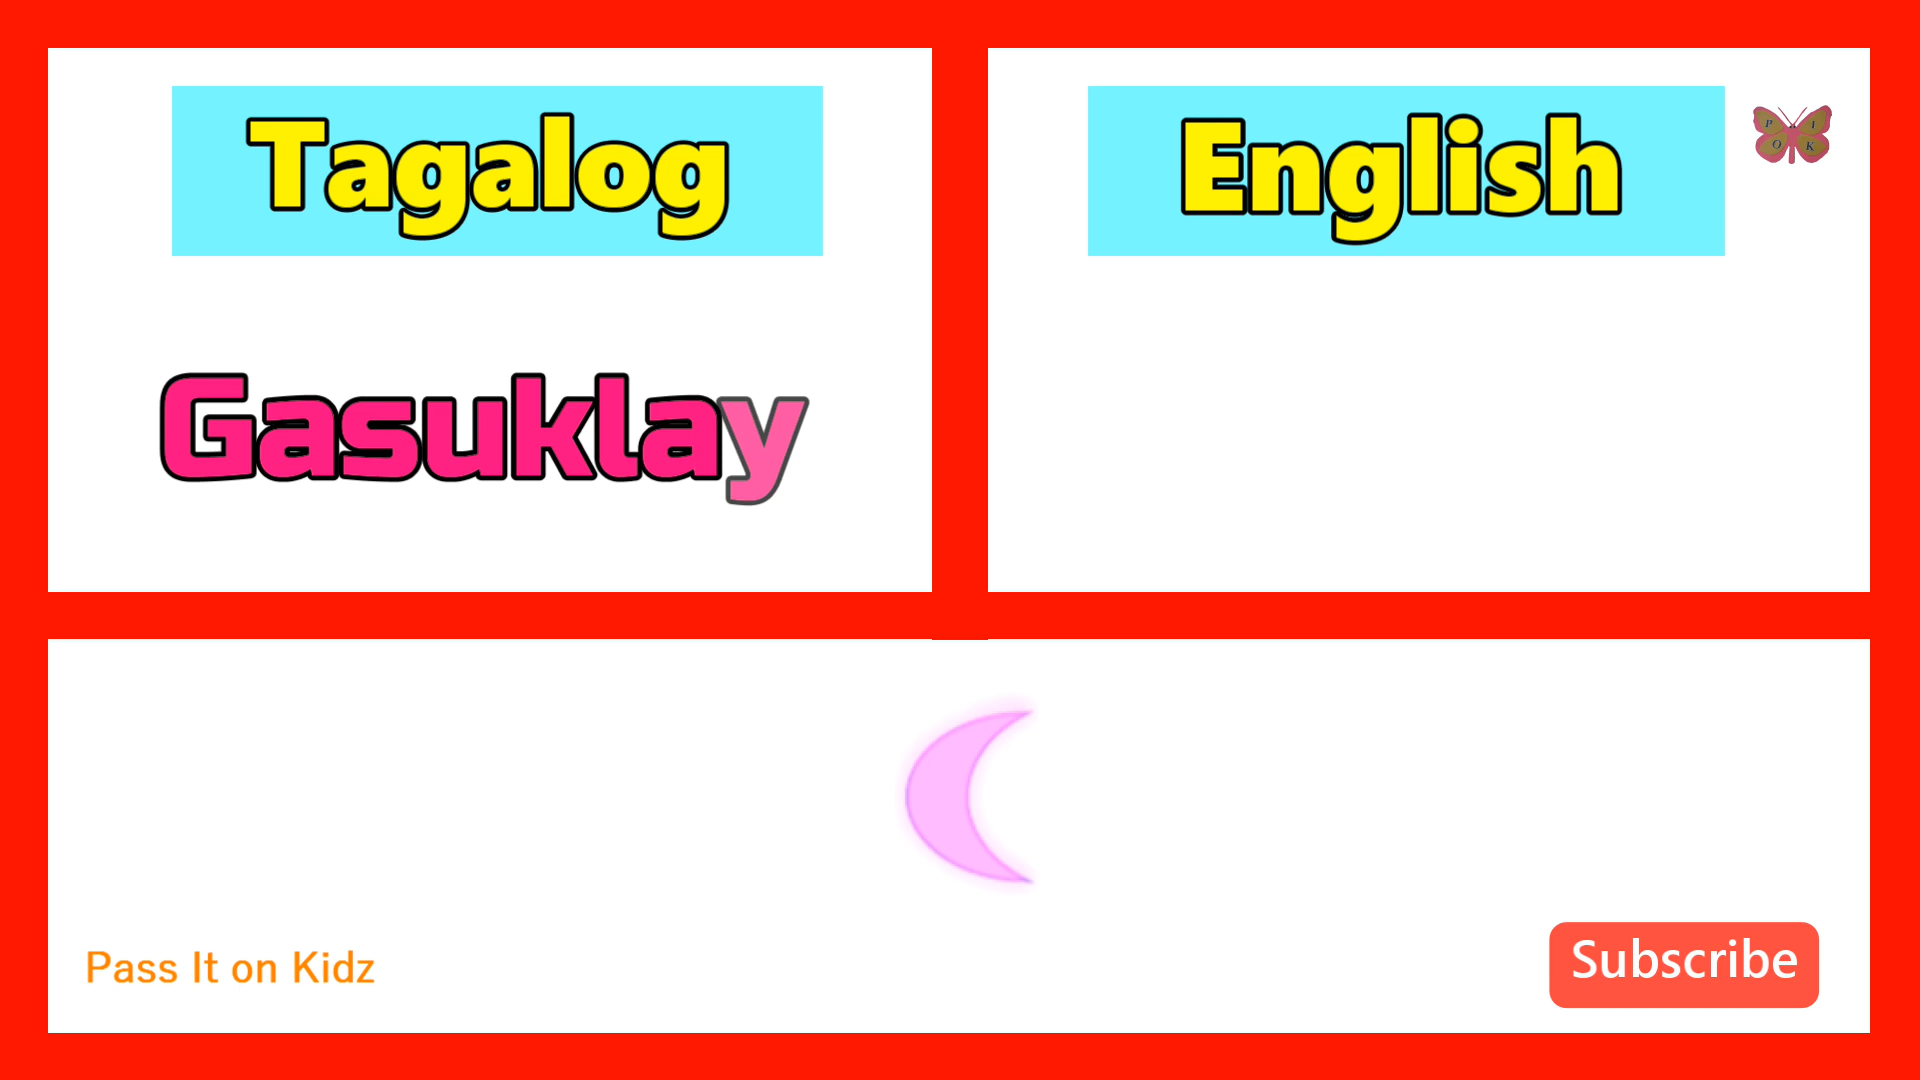 Tagalog
English
P I
O K
Gasuklay
Pass It on Kidz
Subscribe